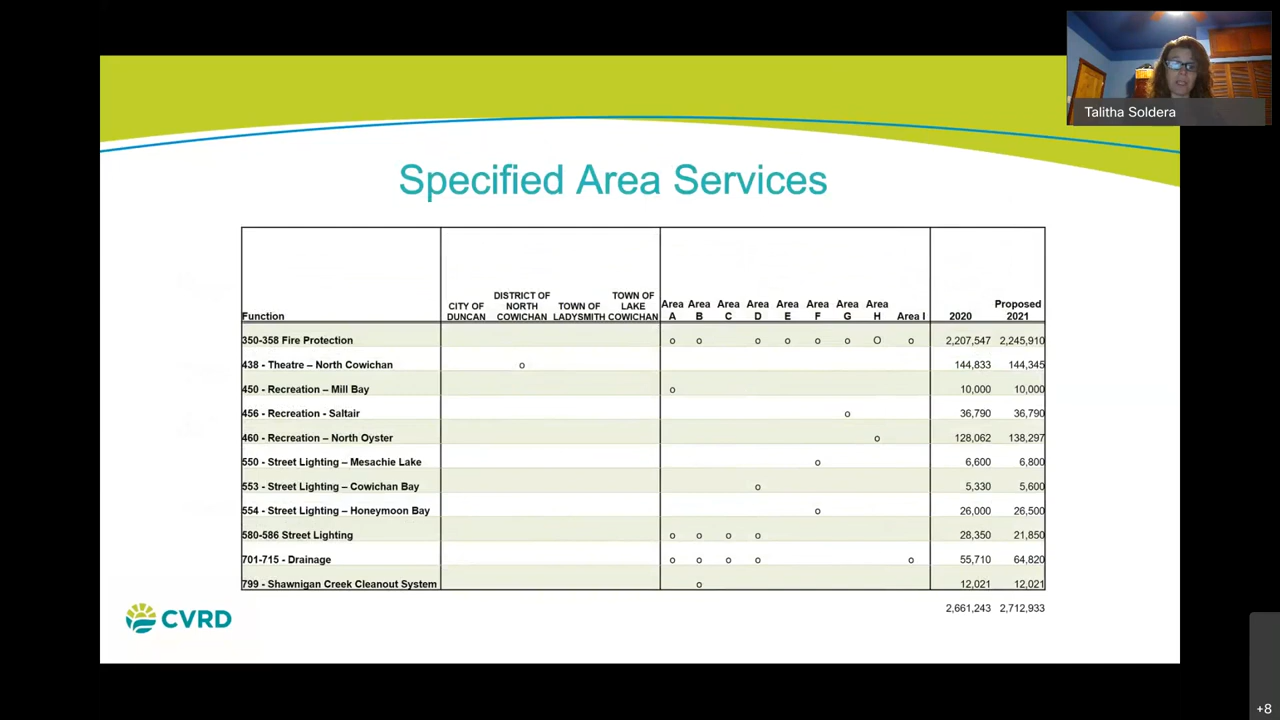 Talitha Soldera
Specified Area Services
Function CITY OF DUNCAN DISTRICT OF NORTH COWICHAN TOWN OF LADYSMITH TOWN OF LAKE COWICHAN Area A Area B Area C Area D Area E Area F Area G Area H Area I 2020 Proposed 2021
350-358 Fire Protection o o o o o o O o 2,207,547 2,245,910
438 - Theatre – North Cowichan o 144,833 144,345
450 - Recreation – Mill Bay o 10,000 10,000
456 - Recreation - Saltair o 36,790 36,790
460 - Recreation – North Oyster o 128,062 138,297
550 - Street Lighting – Mesachie Lake o 6,600 6,800
553 - Street Lighting – Cowichan Bay o 5,330 5,600
554 - Street Lighting – Honeymoon Bay o 26,000 26,500
580-586 Street Lighting o o o o 28,350 21,850
701-715 - Drainage o o o o o 55,710 64,820
799 - Shawnigan Creek Cleanout System o 12,021 12,021
2,661,243 2,712,933
CVRD
+8